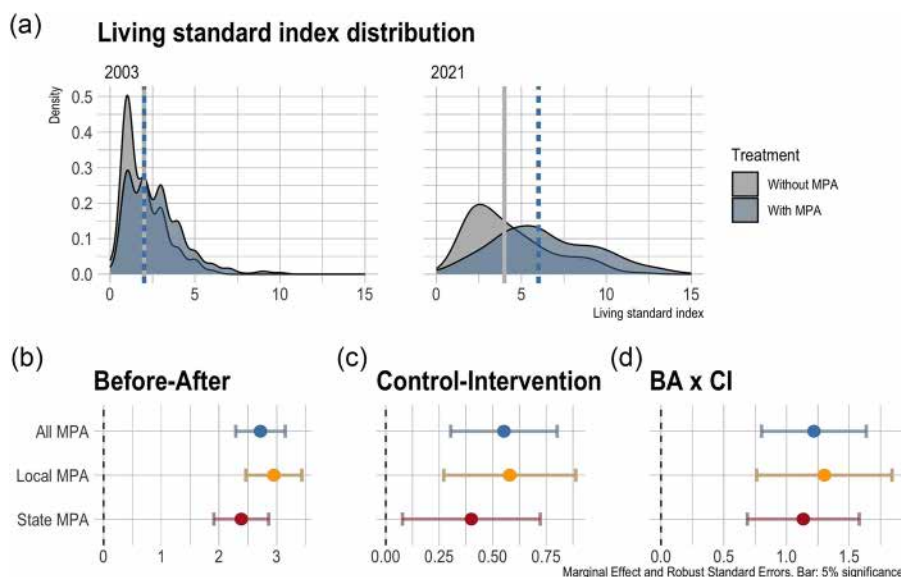 (a)
Living standard index distribution
2003
2021
Density
0.5
0.4
0.3
0.2
0.1
0.0
0 5 10 15
0 5 10 15
Living standard index
Treatment
Without MPA
With MPA
(b) Before-After
(c) Control-Intervention
(d) BA x CI
All MPA
Local MPA
State MPA
0 1 2 3
0.00 0.25 0.50 0.75
0.0 0.5 1.0 1.5
Marginal Effect and Robust Standard Errors. Bar: 5% significance